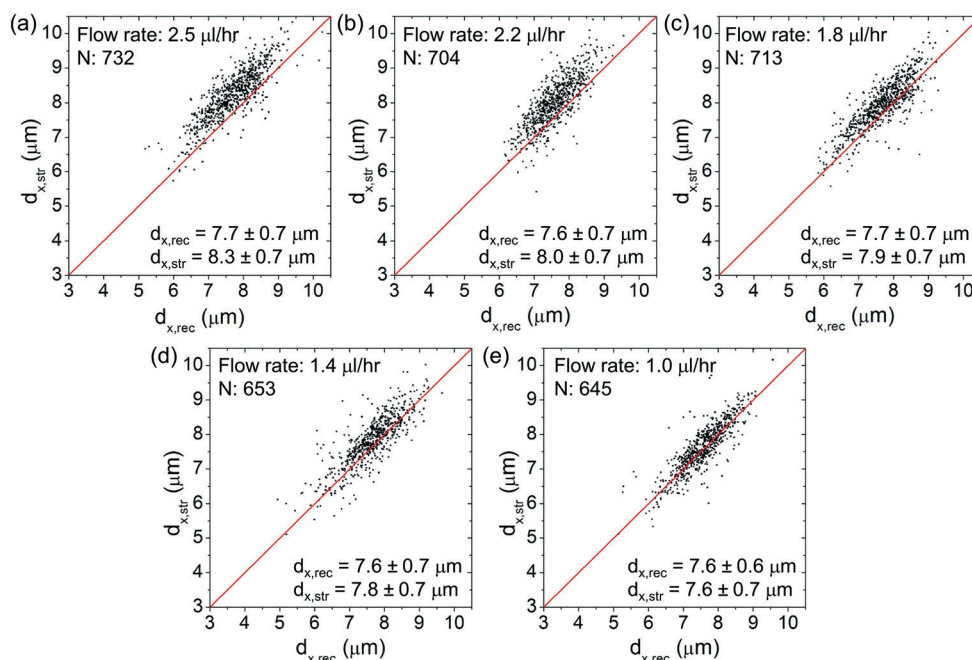 (a)
Flow rate: 2.5 μl/hr
N: 732
10
9
8
7
6
5
4
3
d_x,str (μm)
d_x,rec = 7.7 ± 0.7 μm
d_x,str = 8.3 ± 0.7 μm
3 4 5 6 7 8 9 10
d_x,rec (μm)
(b)
Flow rate: 2.2 μl/hr
N: 704
10
9
8
7
6
5
4
3
d_x,str (μm)
d_x,rec = 7.6 ± 0.7 μm
d_x,str = 8.0 ± 0.7 μm
3 4 5 6 7 8 9 10
d_x,rec (μm)
(c)
Flow rate: 1.8 μl/hr
N: 713
10
9
8
7
6
5
4
3
d_x,str (μm)
d_x,rec = 7.7 ± 0.7 μm
d_x,str = 7.9 ± 0.7 μm
3 4 5 6 7 8 9 10
d_x,rec (μm)
(d)
Flow rate: 1.4 μl/hr
N: 653
10
9
8
7
6
5
4
3
d_x,str (μm)
d_x,rec = 7.6 ± 0.7 μm
d_x,str = 7.8 ± 0.7 μm
3 4 5 6 7 8 9 10
d_x,rec (μm)
(e)
Flow rate: 1.0 μl/hr
N: 645
10
9
8
7
6
5
4
3
d_x,str (μm)
d_x,rec = 7.6 ± 0.6 μm
d_x,str = 7.6 ± 0.7 μm
3 4 5 6 7 8 9 10
d_x,rec (μm)